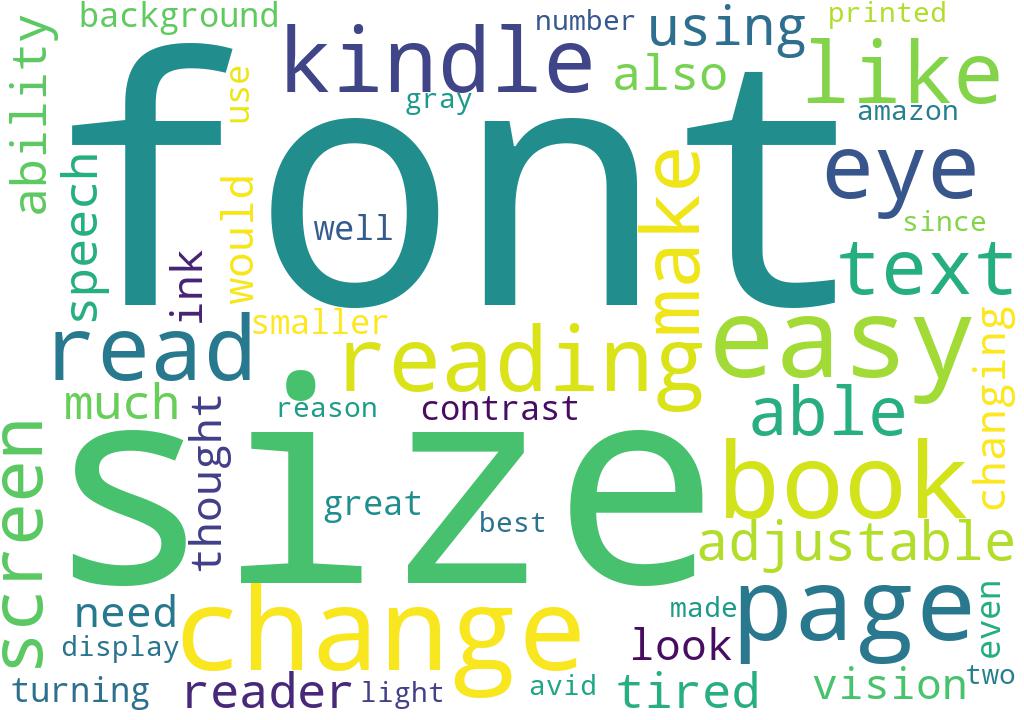 background
number
using
printed
kindle
also
like
ability
use
gray
amazon
font
speech
make
eye
would
well
since
ink
text
smaller
read
reading
easy
changing
much
thought
reason
contrast
able
size
screen
great
best
book
adjustable
need
change
made
page
even
display
look
turning
reader
light
avid
tired
vision
two